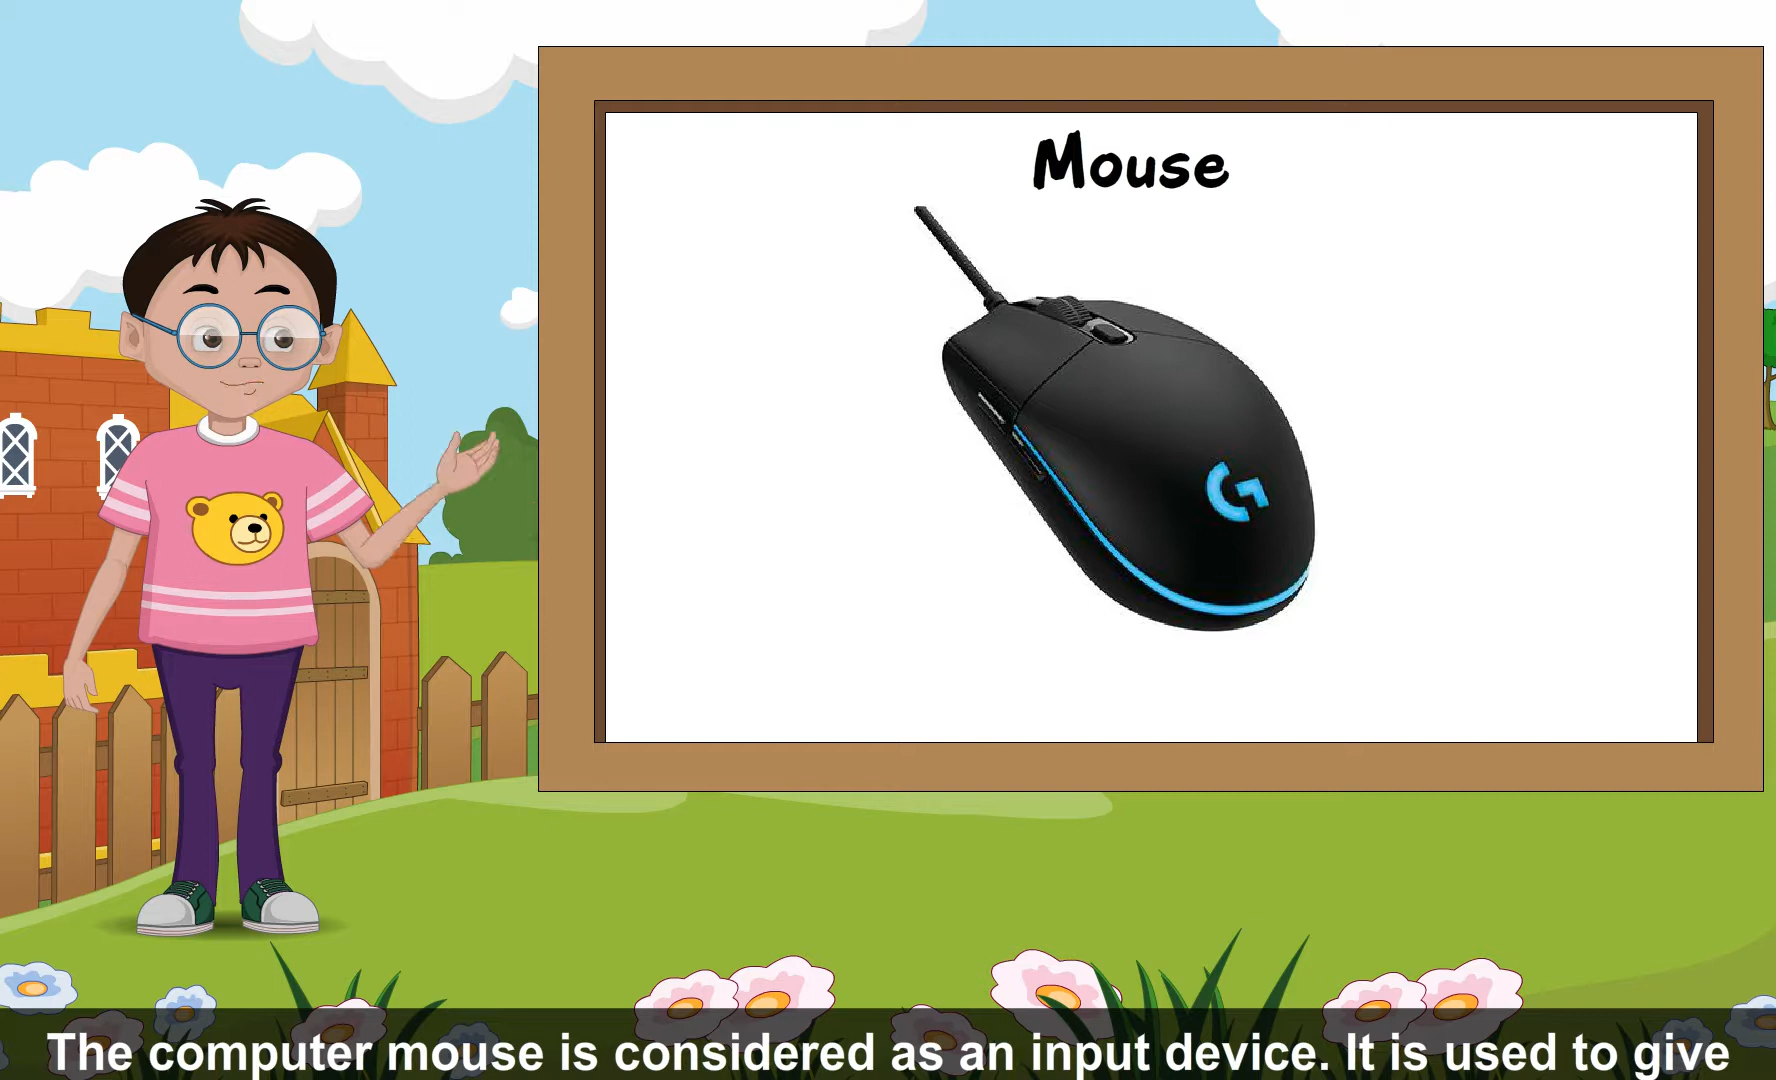 Mouse
G
The computer mouse is considered as an input device. It is used to give